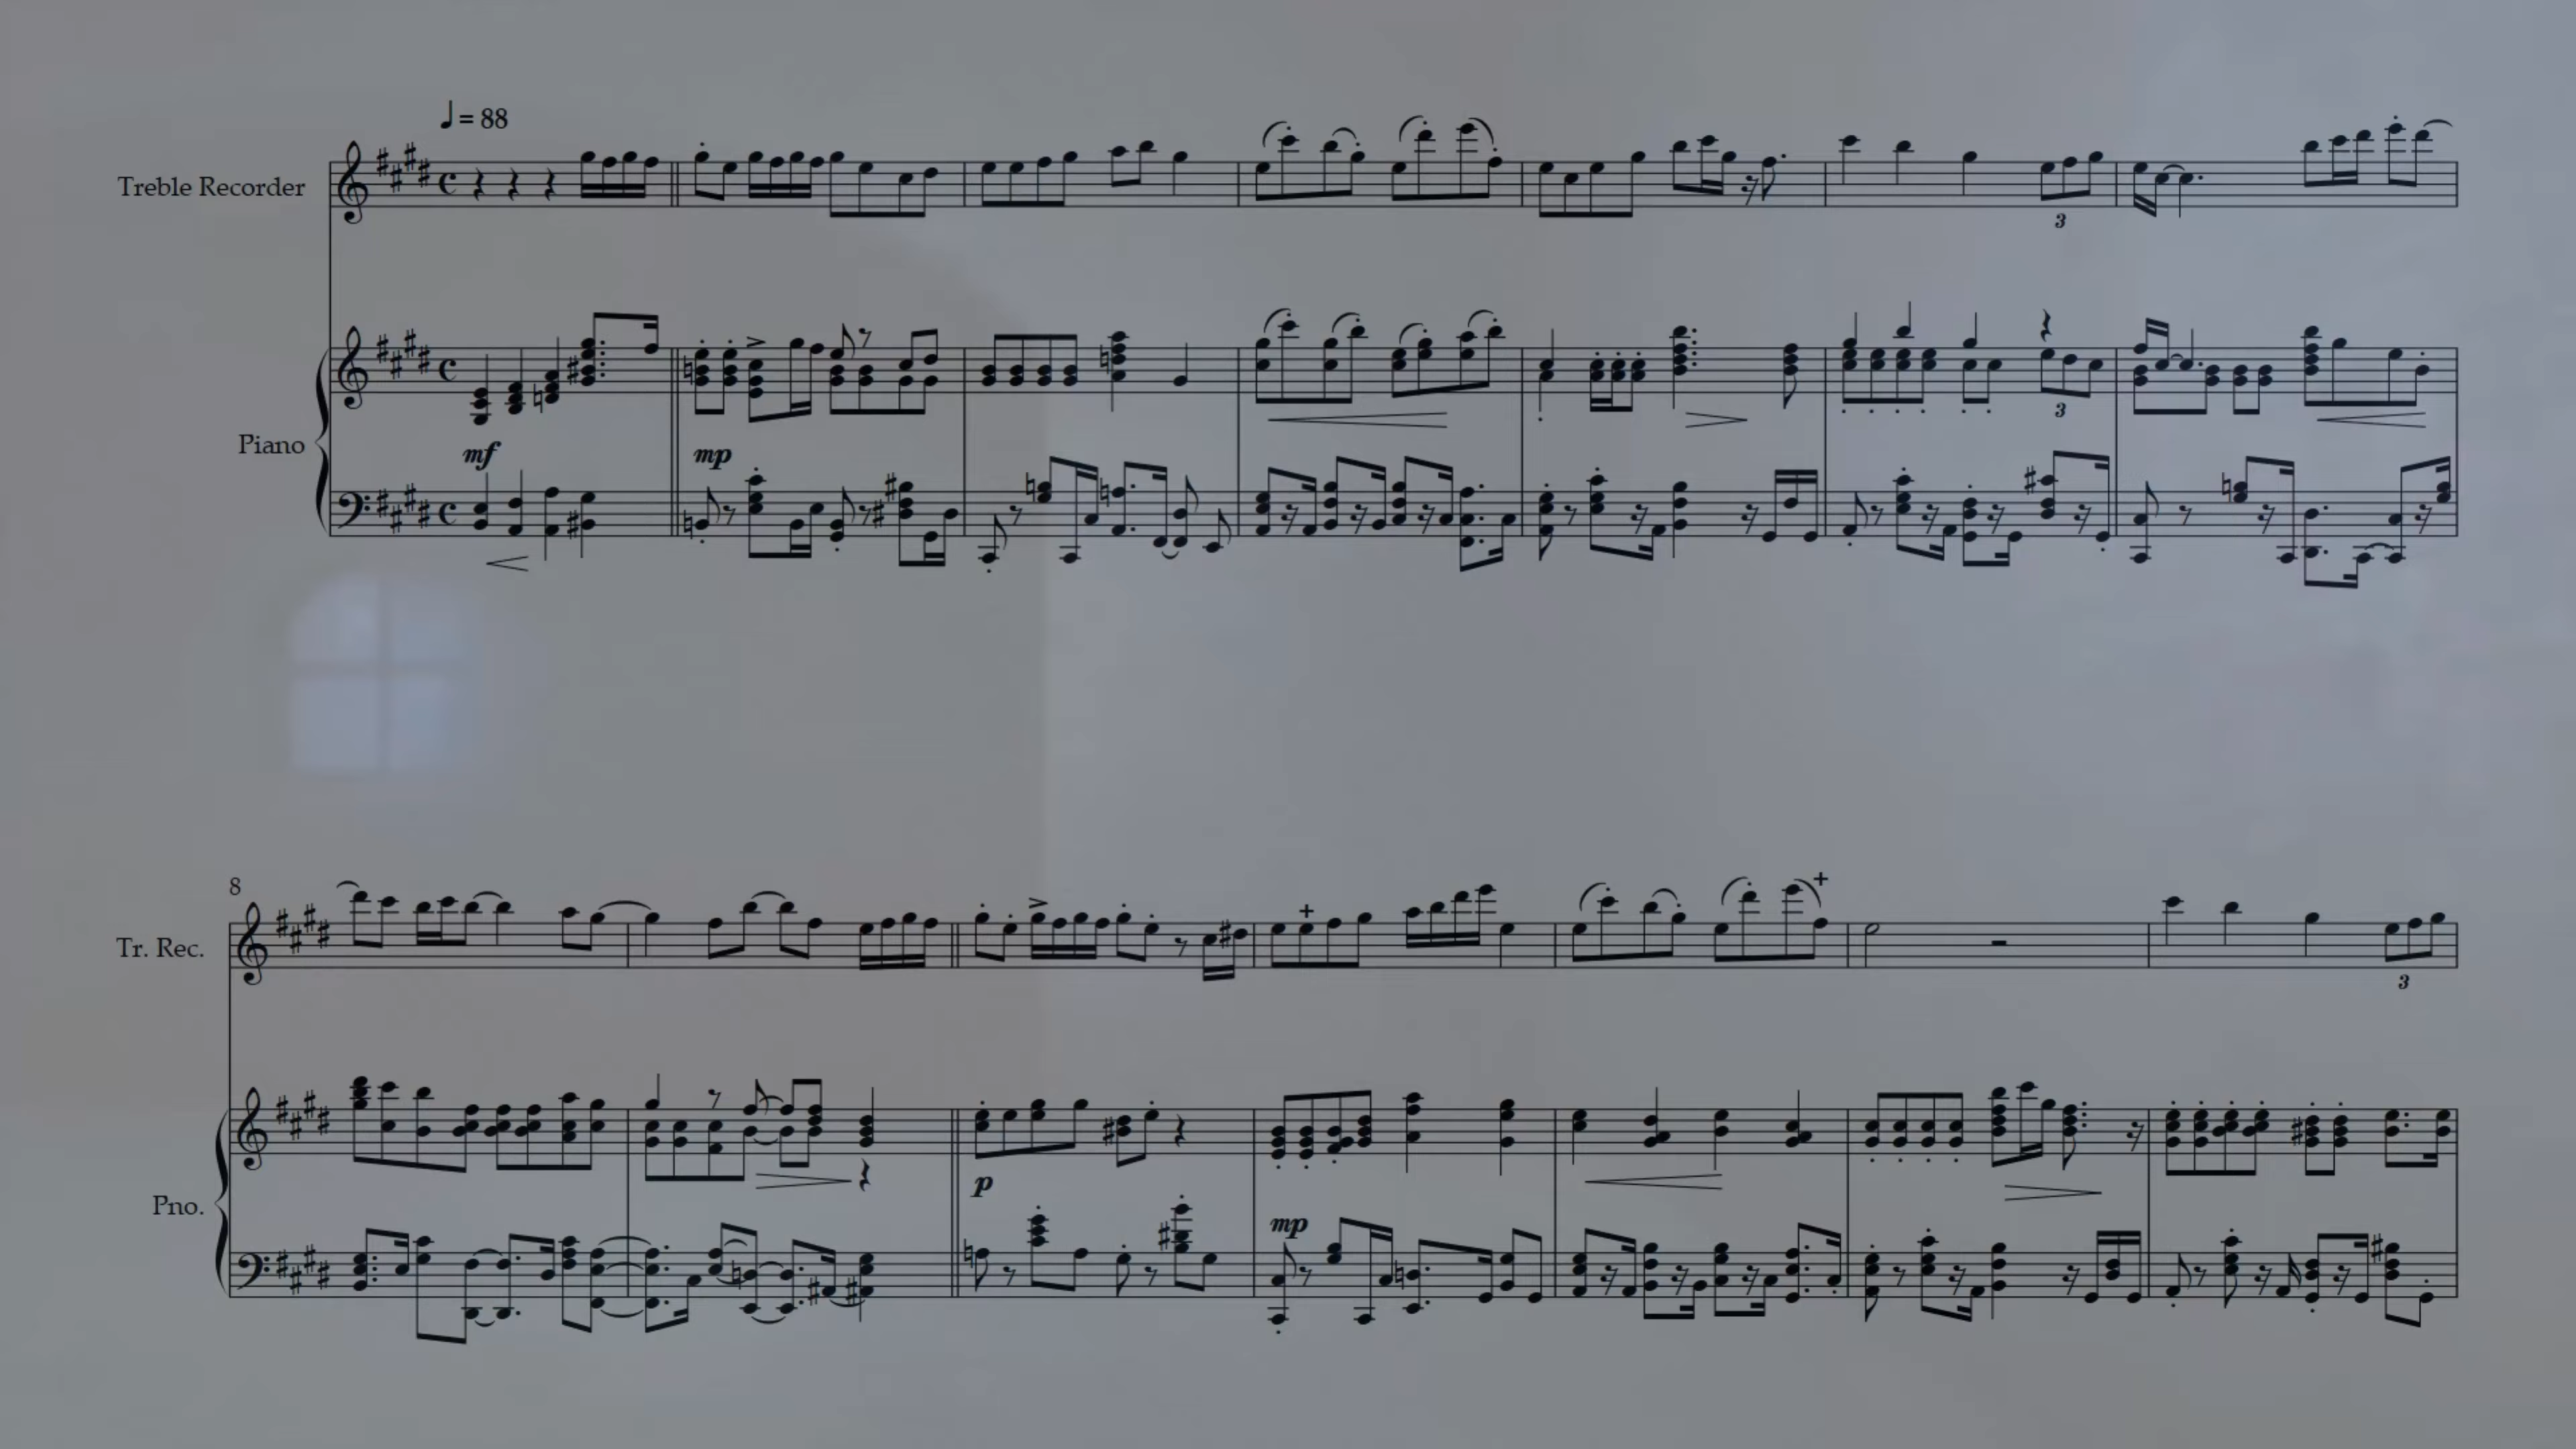 ♩= 88
Treble Recorder
3
mf
mp
3
Piano
8
Tr. Rec.
3
p
mp
Pno.